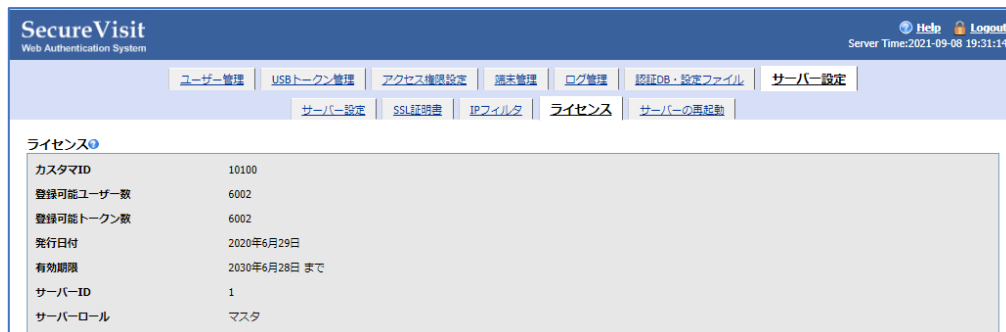 SecureVisit
Web Authentication System
Help Logout
Server Time:2021-09-08 19:31:14
ユーザー管理 USBトークン管理 アクセス権限設定 端末管理 ログ管理 認証DB・設定ファイル サーバー設定
サーバー設定 SSL証明書 IPフィルタ ライセンス サーバーの再起動
ライセンス
カスタマID 10100
登録可能ユーザー数 6002
登録可能トークン数 6002
発行日付 2020年6月29日
有効期限 2030年6月28日 まで
サーバーID 1
サーバーロール マスタ